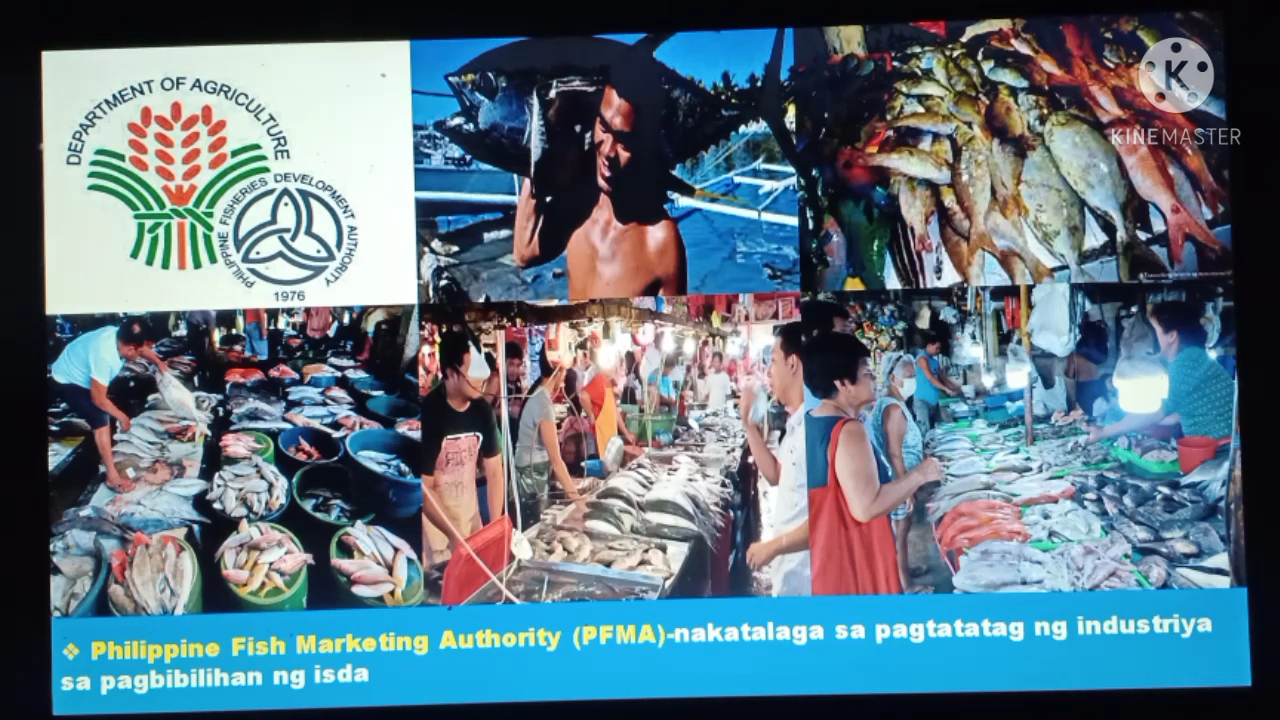 DEPARTMENT OF AGRICULTURE
PHILIPPINE FISHERIES DEVELOPMENT AUTHORITY
1976
K
KINEMASTER
❖ Philippine Fish Marketing Authority (PFMA)-nakatalaga sa pagtatatag ng industriya
sa pagbibilihan ng isda